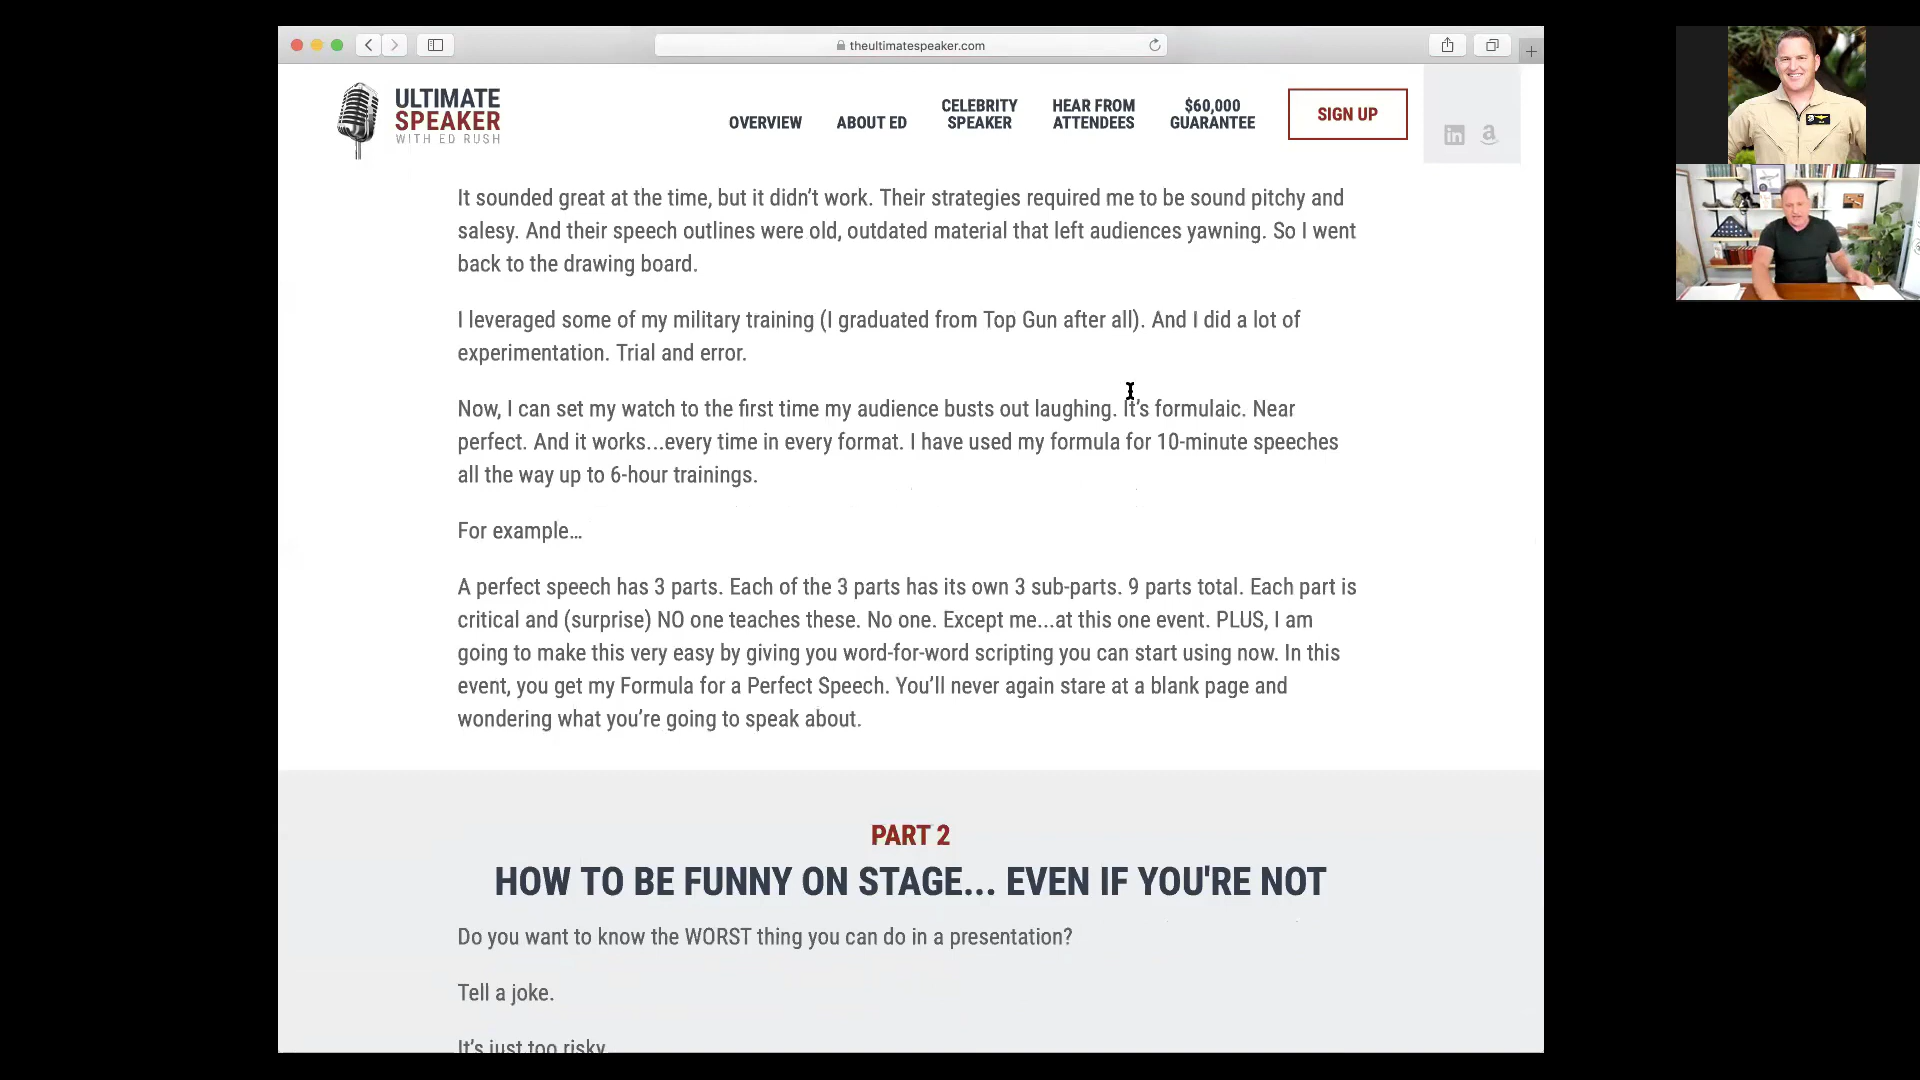 theultimatespeaker.com
ULTIMATE
SPEAKER
WITH ED RUSH
OVERVIEW
ABOUT ED
CELEBRITY
SPEAKER
HEAR FROM
ATTENDEES
$60,000
GUARANTEE
SIGN UP
It sounded great at the time, but it didn’t work. Their strategies required me to be sound pitchy and
salesy. And their speech outlines were old, outdated material that left audiences yawning. So I went
back to the drawing board.
I leveraged some of my military training (I graduated from Top Gun after all). And I did a lot of
experimentation. Trial and error.
Now, I can set my watch to the first time my audience busts out laughing. It’s formulaic. Near
perfect. And it works...every time in every format. I have used my formula for 10-minute speeches
all the way up to 6-hour trainings.
For example…
A perfect speech has 3 parts. Each of the 3 parts has its own 3 sub-parts. 9 parts total. Each part is
critical and (surprise) NO one teaches these. No one. Except me...at this one event. PLUS, I am
going to make this very easy by giving you word-for-word scripting you can start using now. In this
event, you get my Formula for a Perfect Speech. You’ll never again stare at a blank page and
wondering what you’re going to speak about.
PART 2
HOW TO BE FUNNY ON STAGE... EVEN IF YOU'RE NOT
Do you want to know the WORST thing you can do in a presentation?
Tell a joke.
It’s just too risky.